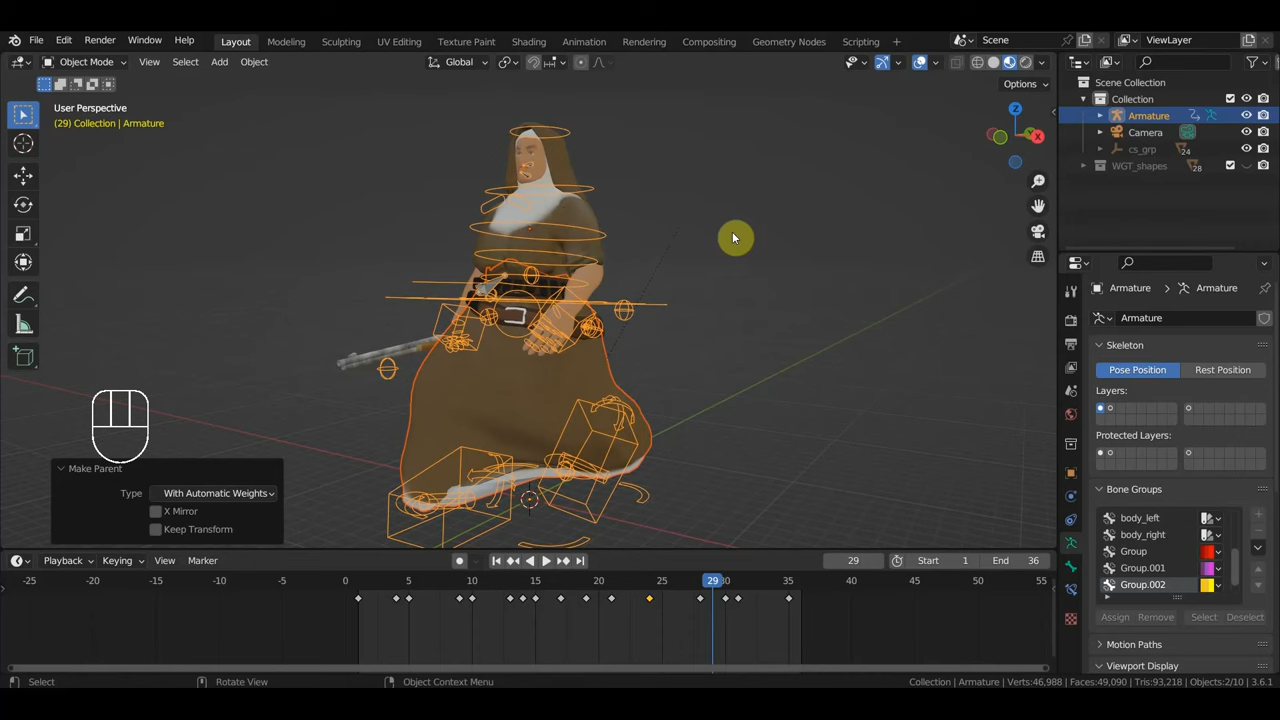 File Edit Render Window Help Layout Modeling Sculpting UV Editing Texture Paint Shading Animation Rendering Compositing Geometry Nodes Scripting + Scene ViewLayer
Object Mode View Select Add Object Global
Options
User Perspective
(29) Collection | Armature
Z
X
Y
Scene Collection
Collection
Armature
Camera
cs_grp 24
WGT_shapes 28
Armature > Armature
Armature
Skeleton
Pose Position Rest Position
Layers:
Protected Layers:
Bone Groups
body_left
body_right
Group
Group.001
Group.002
Assign Remove Select Deselect
Motion Paths
Viewport Display
Make Parent
Type With Automatic Weights
X Mirror
Keep Transform
Playback Keying View Marker 29 Start 1 End 36
-25 -20 -15 -10 -5 0 5 10 15 20 25 29 30 35 40 45 50 55
Select Rotate View Object Context Menu Collection | Armature | Verts:46,988 | Faces:49,090 | Tris:93,218 | Objects:2/10 | 3.6.1